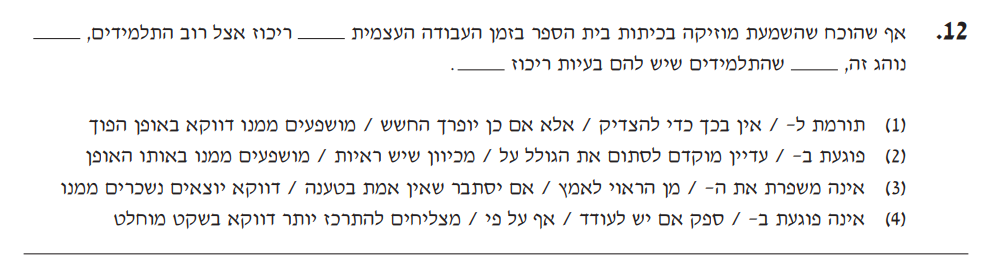 12. אף שהוכח שהשמעת מוזיקה בכיתות בית הספר בזמן העבודה העצמית _____ ריכוז אצל רוב התלמידים, _____
נוהג זה, _____ שהתלמידים שיש להם בעיות ריכוז _____.
(1) תורמת ל- / אין בכך כדי להצדיק / אלא אם כן יופרך החשש / מושפעים ממנו דווקא באופן הפוך
(2) פוגעת ב- / עדיין מוקדם לסתום את הגולל על / מכיוון שיש ראיות / מושפעים ממנו באותו האופן
(3) אינה משפרת את ה- / מן הראוי לאמץ / אם יסתבר שאין אמת בטענה / דווקא יוצאים נשכרים ממנו
(4) אינה פוגעת ב- / ספק אם יש לעודד / אף על פי / מצליחים להתרכז יותר דווקא בשקט מוחלט